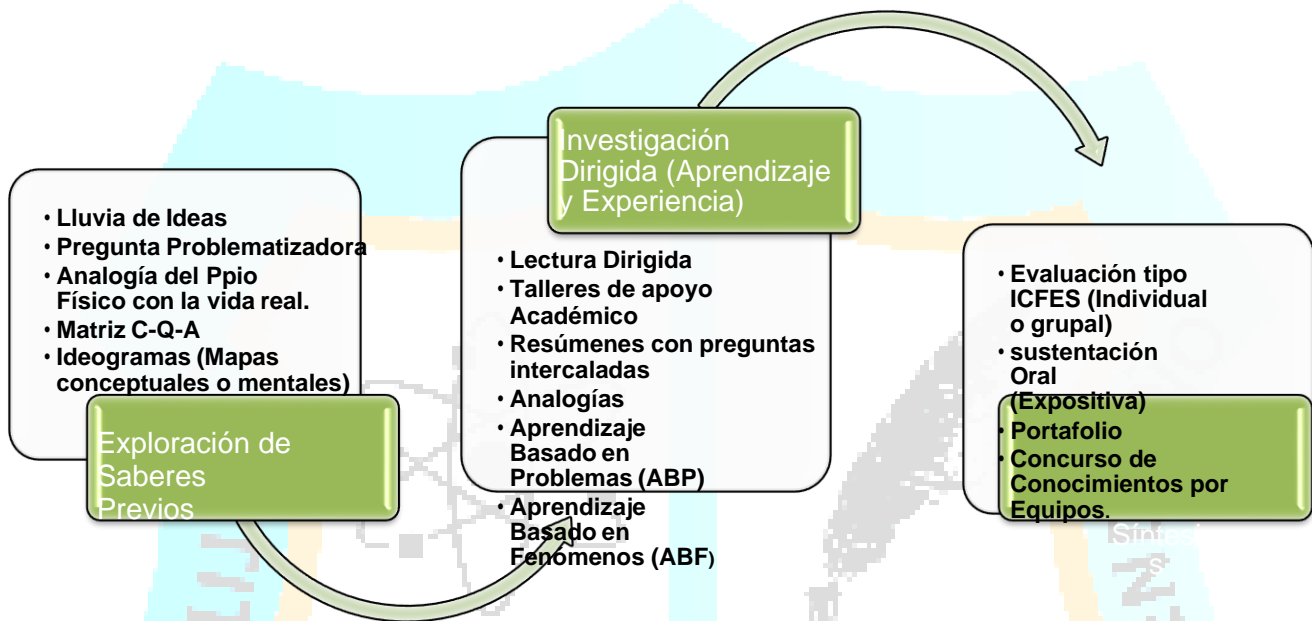 • Lluvia de Ideas
• Pregunta Problematizadora
• Analogía del Ppio
Físico con la vida real.
• Matriz C-Q-A
• Ideogramas (Mapas
conceptuales o mentales)
Exploración de
Saberes
Previos
Investigación
Dirigida (Aprendizaje
y Experiencia)
• Lectura Dirigida
• Talleres de apoyo
Académico
• Resúmenes con preguntas
intercaladas
• Analogías
• Aprendizaje
Basado en
Problemas (ABP)
• Aprendizaje
Basado en
Fenómenos (ABF)
• Evaluación tipo
ICFES (Individual
o grupal)
• sustentación
Oral
(Expositiva)
• Portafolio
• Concurso de
Conocimientos por
Equipos.
Síntesi
s